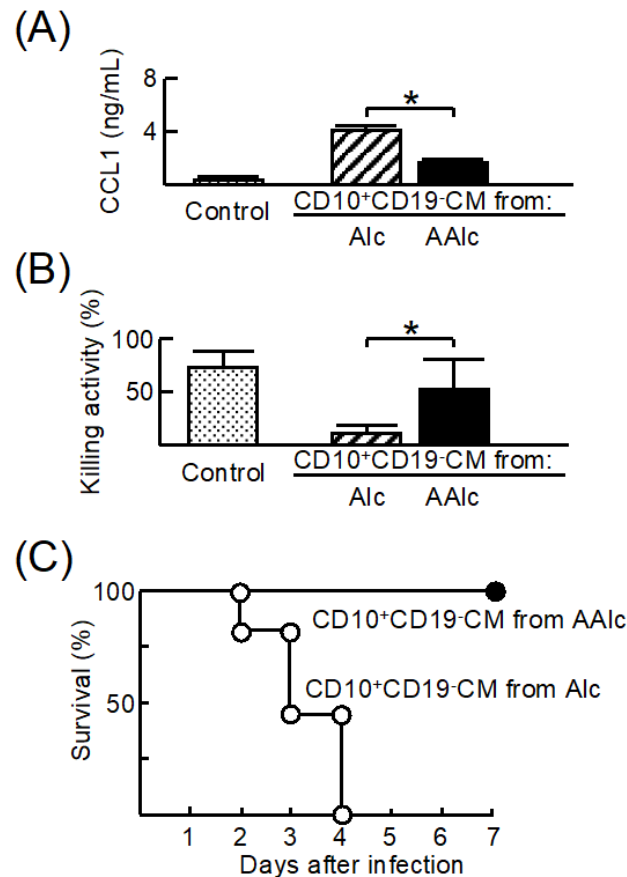 (A)
CCL1 (ng/mL)
8
4
*
Control
CD10⁺CD19⁻CM from:
Alc
AAlc
(B)
Killing activity (%)
100
50
*
Control
CD10⁺CD19⁻CM from:
Alc
AAlc
(C)
Survival (%)
100
50
CD10⁺CD19⁻CM from AAlc
CD10⁺CD19⁻CM from Alc
1 2 3 4 5 6 7
Days after infection